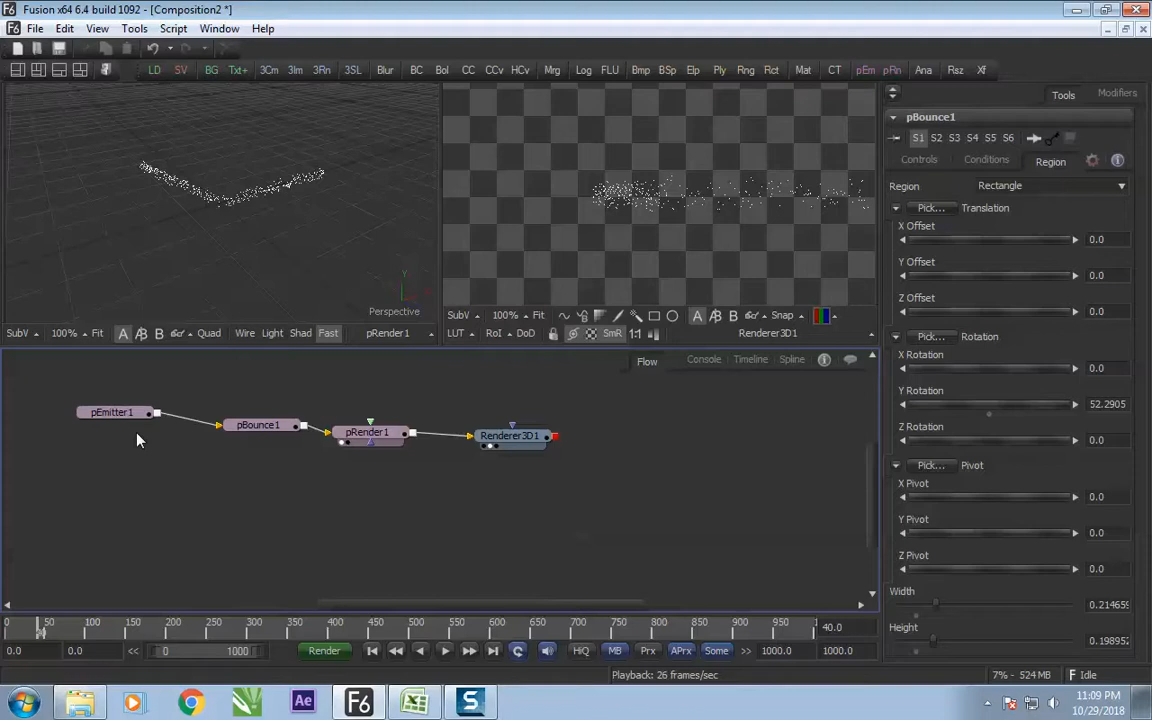 Fusion x64 6.4 build 1092 - [Composition2 *]
File Edit View Tools Script Window Help
LD SV BG Txt+ 3Cm 3Im 3Rn 3SL Blur BC Bol CC CCv HCv Mrg Log FLU Bmp BSp Elp Ply Rng Rct Mat CT pEm pRn Ana Rsz Xf
Y
Perspective
SubV 100% Fit A B Quad Wire Light Shad Fast pRender1
SubV 100% Fit A B Snap
LUT RoI DoD SmR 1:1 Renderer3D1
Flow Console Timeline Spline
pEmitter1
pBounce1
pRender1
Renderer3D1
Tools Modifiers
pBounce1
S1 S2 S3 S4 S5 S6
Controls Conditions Region
Region Rectangle
Pick... Translation
X Offset
0.0
Y Offset
0.0
Z Offset
0.0
Pick... Rotation
X Rotation
0.0
Y Rotation
52.2905
Z Rotation
0.0
Pick... Pivot
X Pivot
0.0
Y Pivot
0.0
Z Pivot
0.0
Width
0.214659
Height
0.198952
0 50 100 150 200 250 300 350 400 450 500 550 600 650 700 750 800 850 900 950 40.0
0.0 0.0 << 0 1000 Render HiQ MB Prx APrx Some >> 1000.0 1000.0
Playback: 26 frames/sec 7% - 524 MB Idle
Ae F6 S
11:09 PM
10/29/2018